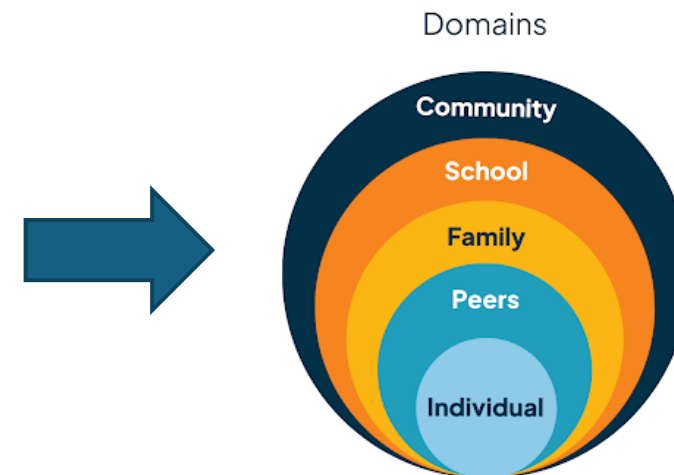 Domains
Community
School
Family
Peers
Individual